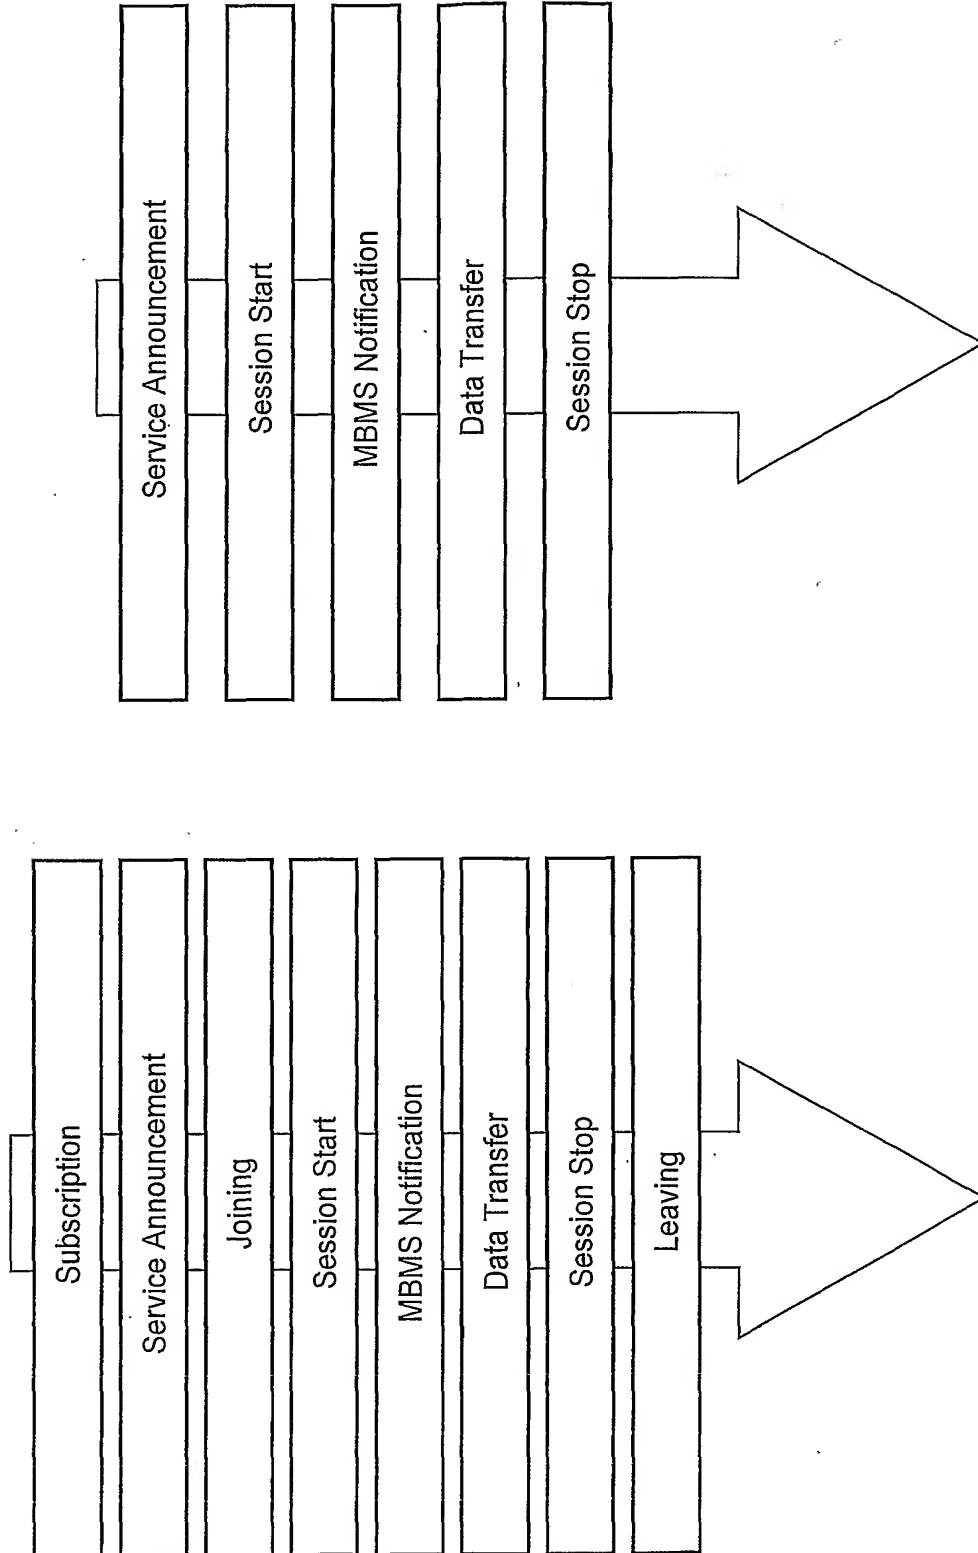 Service Announcement
Session Start
MBMS Notification
Data Transfer
Session Stop
Subscription
Service Announcement
Joining
Session Start
MBMS Notification
Data Transfer
Session Stop
Leaving